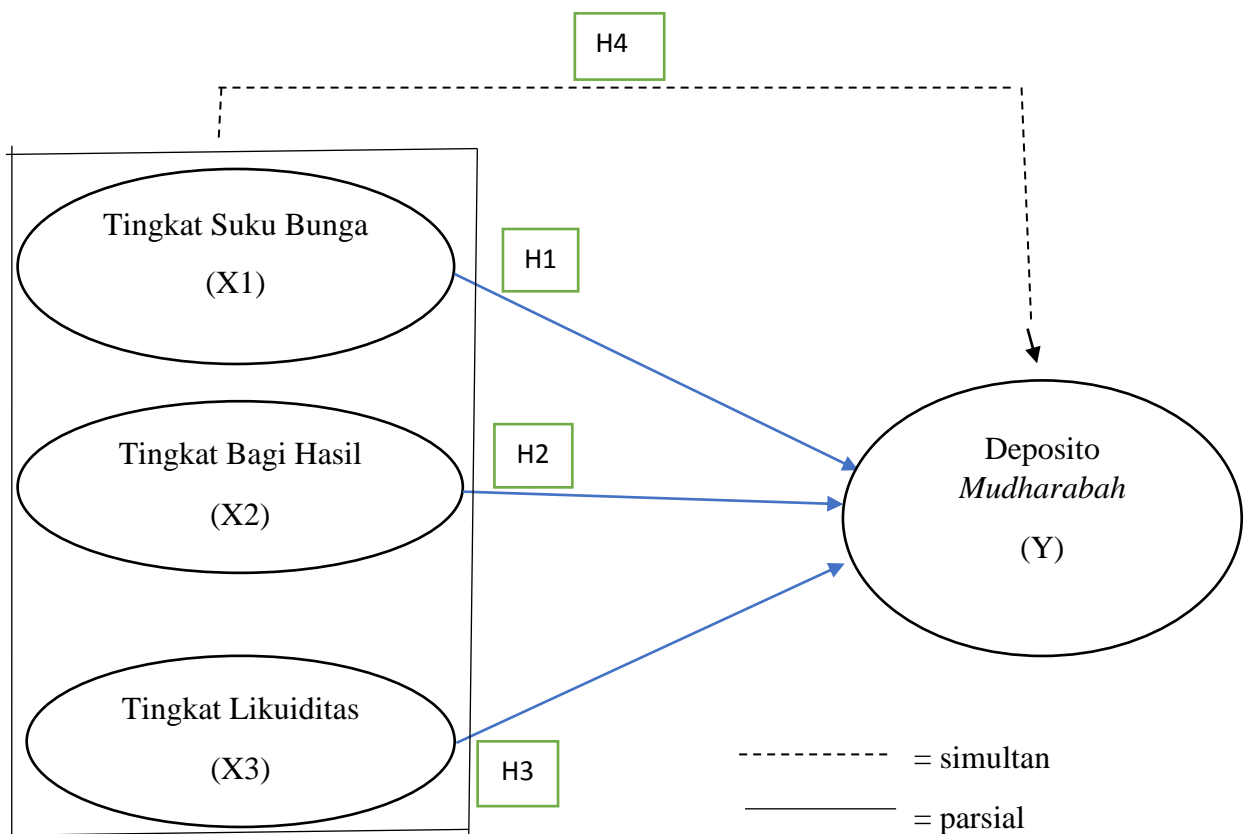 H4
Tingkat Suku Bunga
(X1)
H1
Tingkat Bagi Hasil
(X2)
H2
Deposito
Mudharabah
(Y)
Tingkat Likuiditas
(X3)
H3
= simultan
= parsial